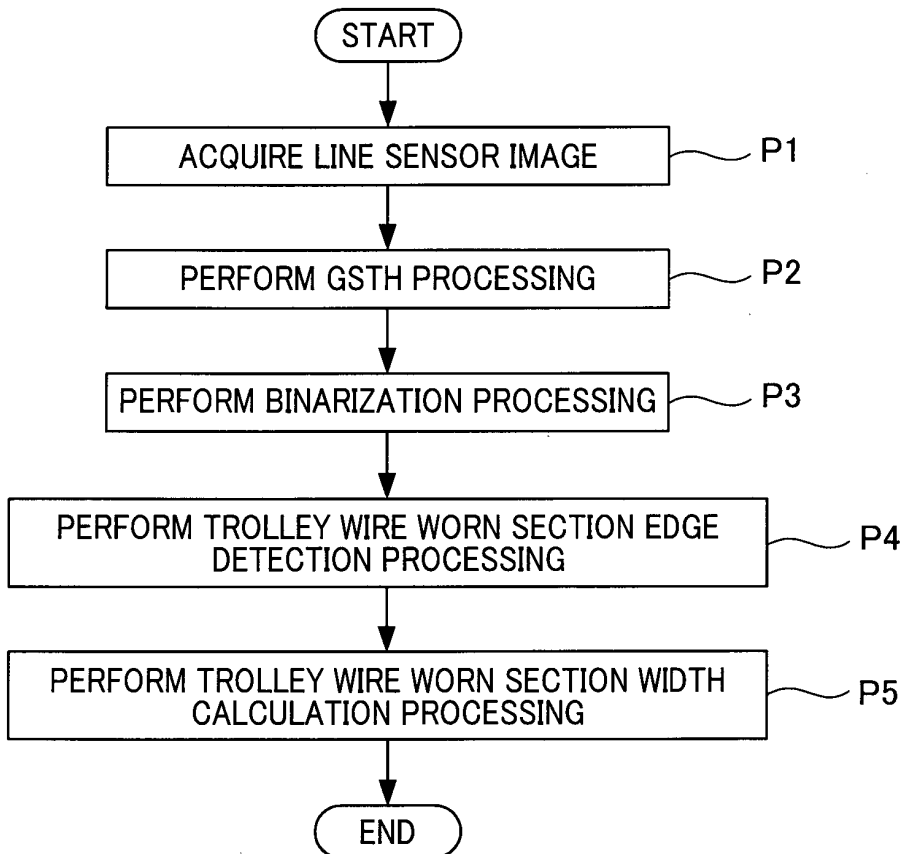 START
ACQUIRE LINE SENSOR IMAGE
P1
PERFORM GSTH PROCESSING
P2
PERFORM BINARIZATION PROCESSING
P3
PERFORM TROLLEY WIRE WORN SECTION EDGE
DETECTION PROCESSING
P4
PERFORM TROLLEY WIRE WORN SECTION WIDTH
CALCULATION PROCESSING
P5
END